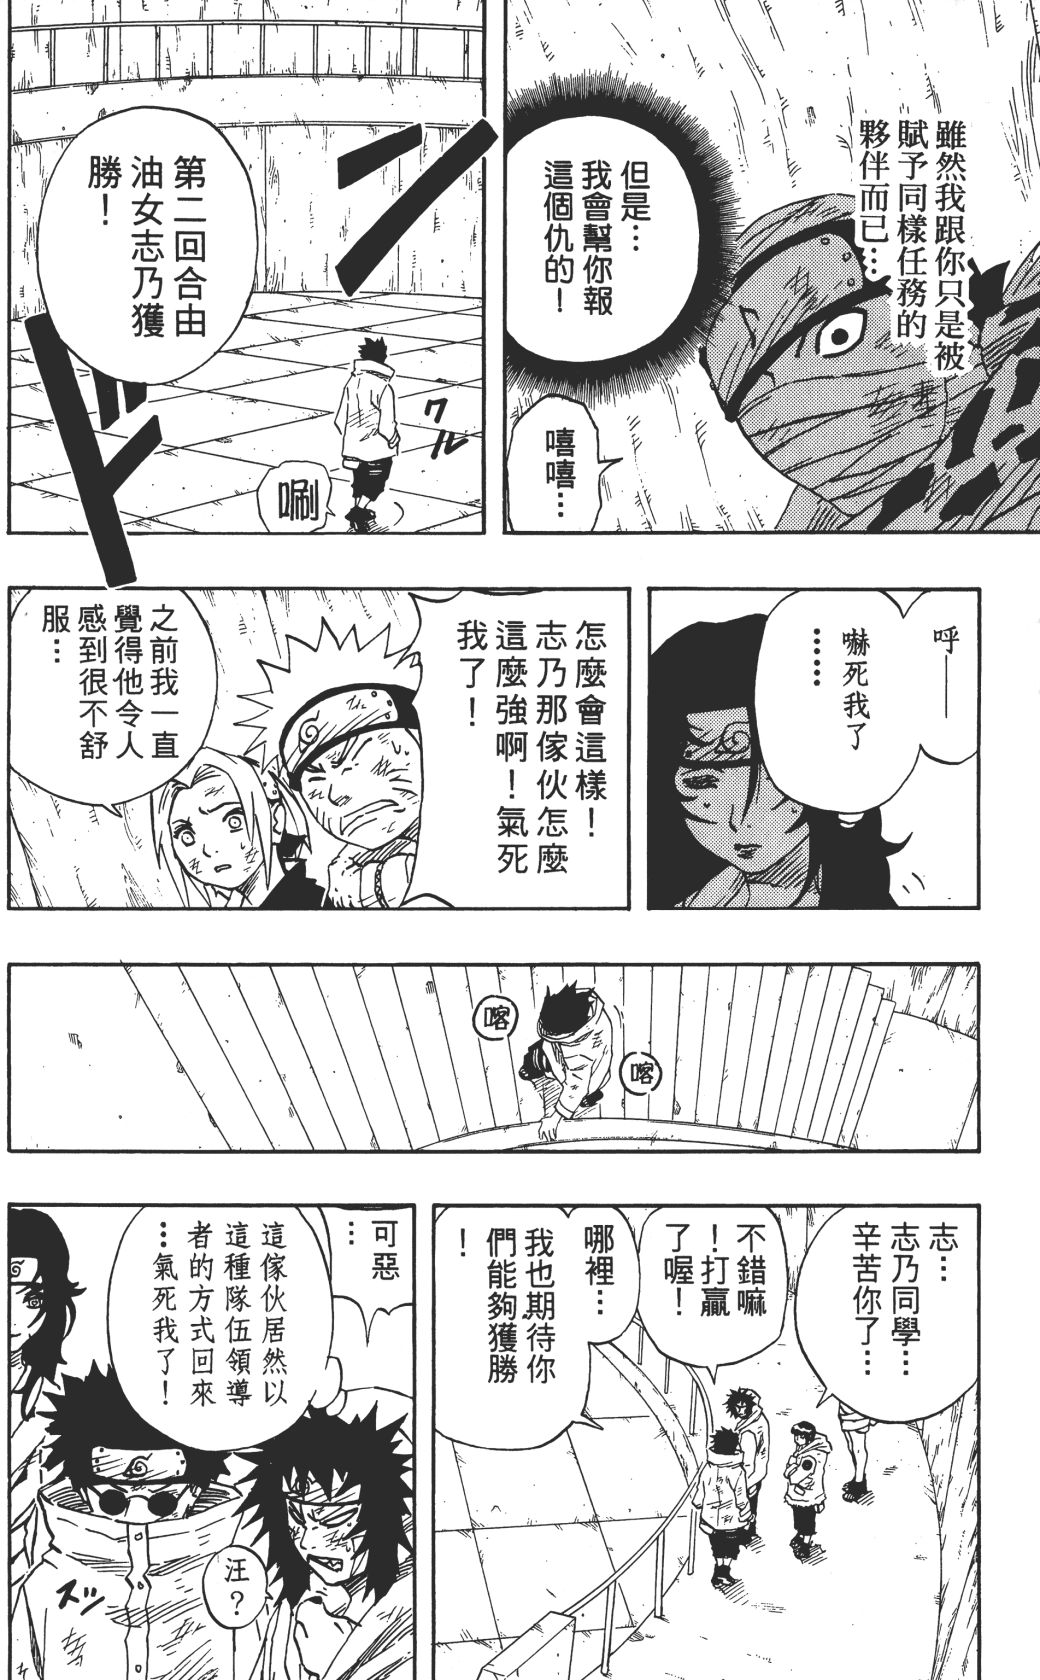 雖然我跟你只是被
賦予同樣任務的
夥伴而已…
但是…
我會幫你報
這個仇的！
嘻嘻…
第二回合由
油女志乃獲
勝！
クル
唰
呼——
嚇死我了
……
怎麼會這樣！
志乃那傢伙怎麼
這麼強啊！氣死
我了！
之前我一直
覺得他令人
感到很不舒
服…
喀
喀
志…
志乃同學…
辛苦你了…
不錯嘛
！打贏
了喔！
哪裡…
我也期待你
們能夠獲勝
！
可惡
…
這傢伙居然以
這種隊伍領導
者的方式回來
…氣死我了！
汪？
ズッ